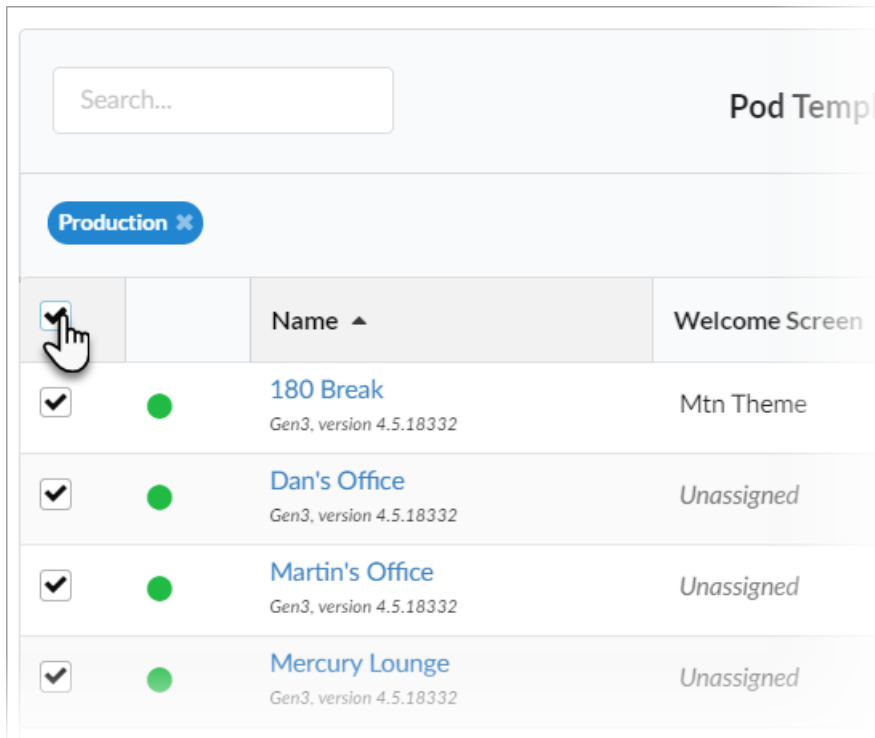 Search...
Pod Templ
Production ✖
Name ▲
Welcome Screen
180 Break
Gen3, version 4.5.18332
Mtn Theme
Dan's Office
Gen3, version 4.5.18332
Unassigned
Martin's Office
Gen3, version 4.5.18332
Unassigned
Mercury Lounge
Gen3, version 4.5.18332
Unassigned